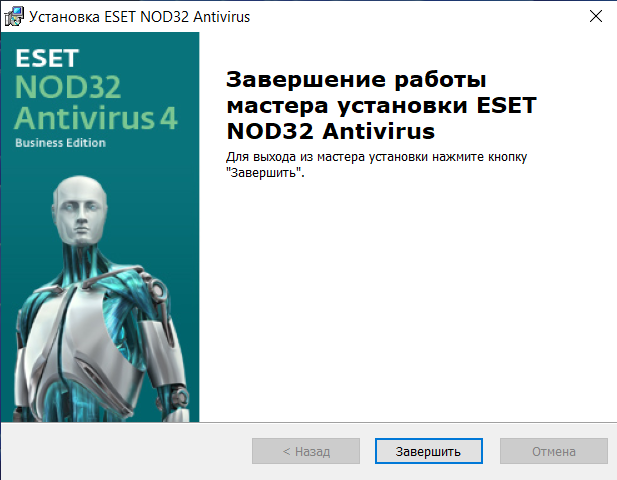 Установка ESET NOD32 Antivirus
ESET
NOD32
Antivirus 4
Business Edition
Завершение работы
мастера установки ESET
NOD32 Antivirus
Для выхода из мастера установки нажмите кнопку
"Завершить".
< Назад
Завершить
Отмена